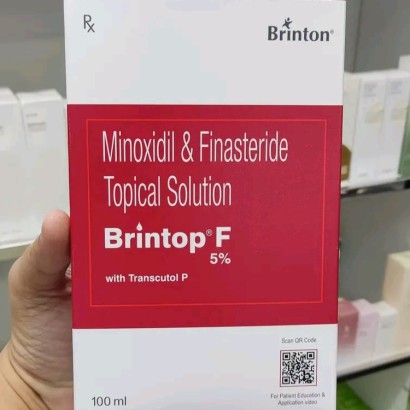 Rx
Brinton®
Minoxidil & Finasteride
Topical Solution
Brintop® F
5%
with Transcutol P
Scan QR Code
For Patient Education &
Application video
100 ml